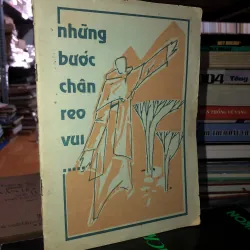 những
bước
chân
reo
vui
.....